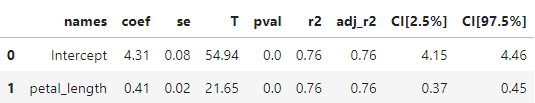 names coef se T pval r2 adj_r2 CI[2.5%] CI[97.5%]
0 Intercept 4.31 0.08 54.94 0.0 0.76 0.76 4.15 4.46
1 petal_length 0.41 0.02 21.65 0.0 0.76 0.76 0.37 0.45